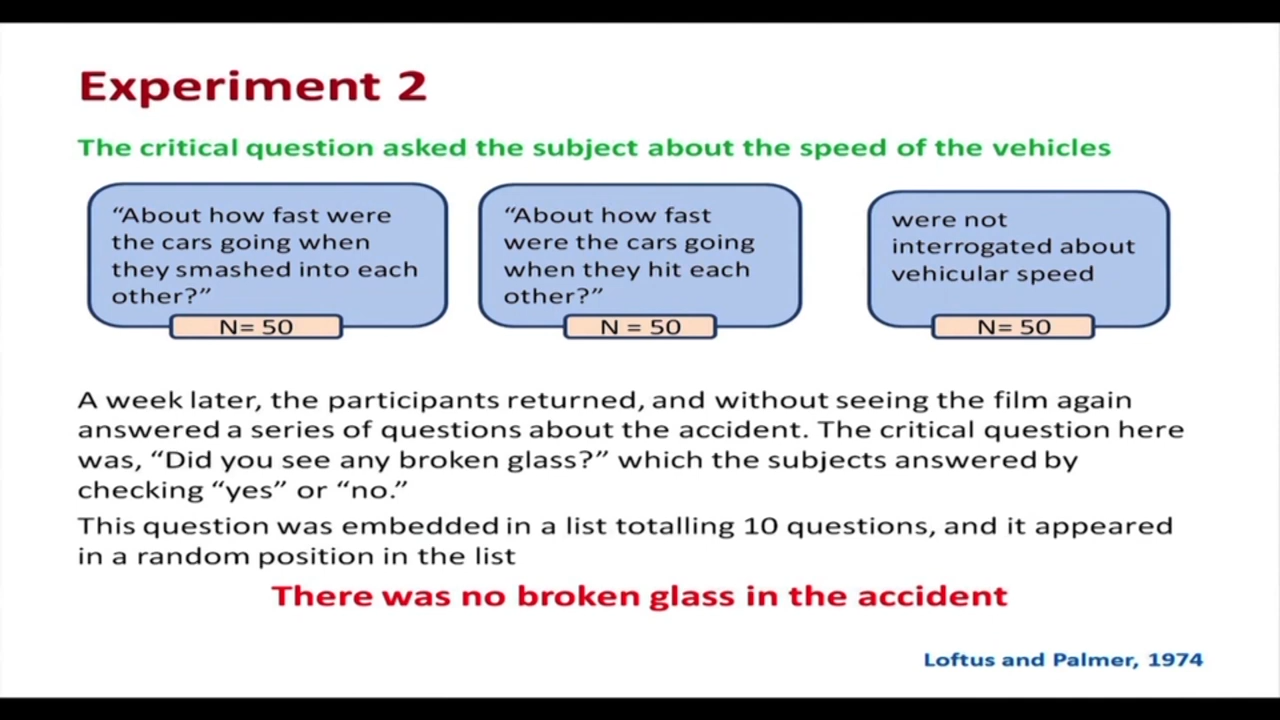 Experiment 2
The critical question asked the subject about the speed of the vehicles
“About how fast were
the cars going when
they smashed into each
other?”
N= 50
“About how fast
were the cars going
when they hit each
other?”
N = 50
were not
interrogated about
vehicular speed
N= 50
A week later, the participants returned, and without seeing the film again
answered a series of questions about the accident. The critical question here
was, “Did you see any broken glass?” which the subjects answered by
checking “yes” or “no.”
This question was embedded in a list totalling 10 questions, and it appeared
in a random position in the list
There was no broken glass in the accident
Loftus and Palmer, 1974